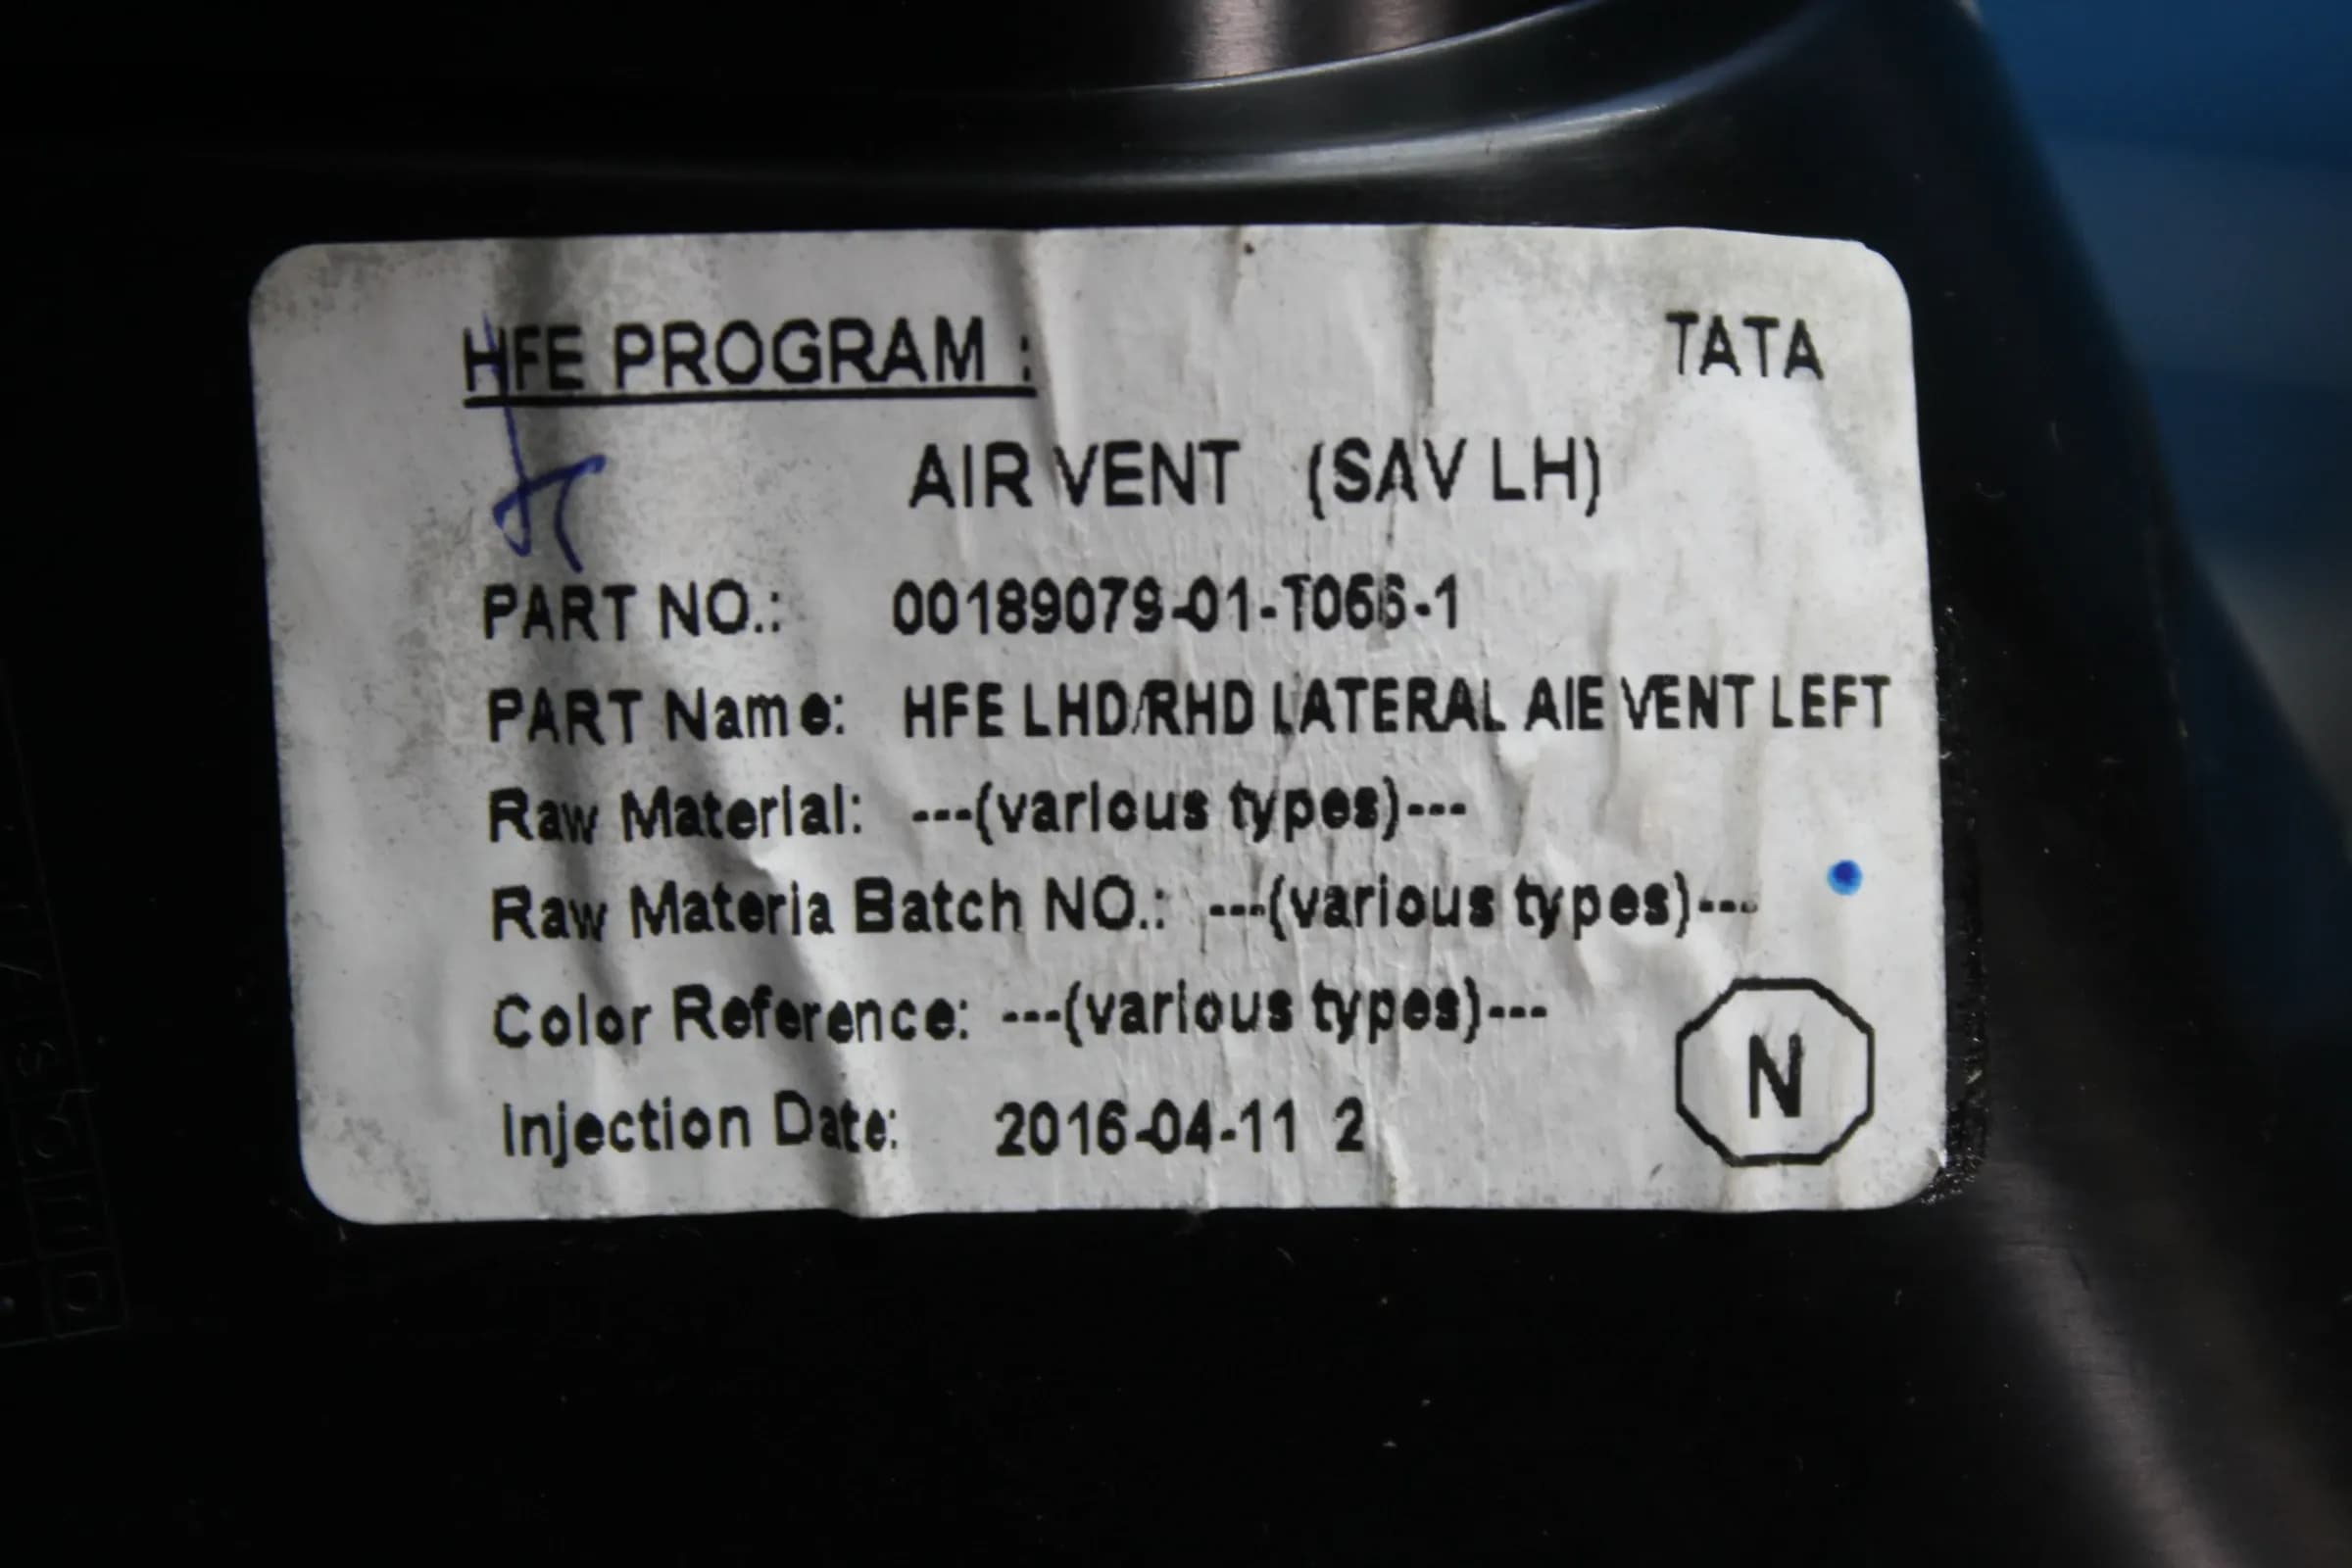 HFE PROGRAM : TATA
AIR VENT (SAV LH)
PART NO.: 00189079-01-T056-1
PART Name: HFE LHD/RHD LATERAL AIE VENT LEFT
Raw Material: ---(various types)---
Raw Materia Batch NO.: ---(various types)---
Color Reference: ---(various types)---
Injection Date: 2016-04-11 2
N